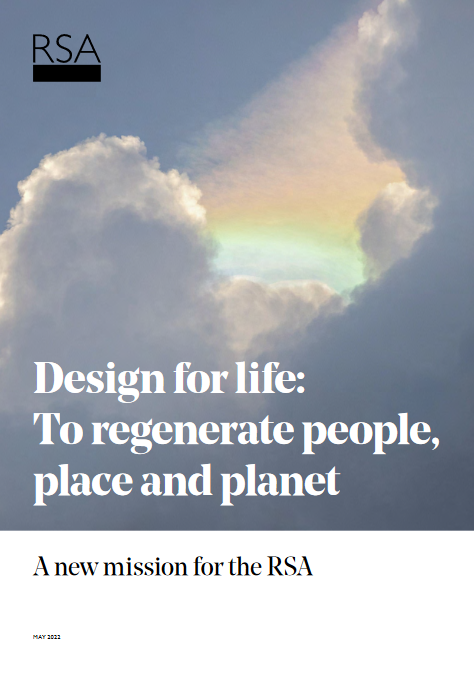 RSA
Design for life:
To regenerate people,
place and planet
A new mission for the RSA
MAY 2022